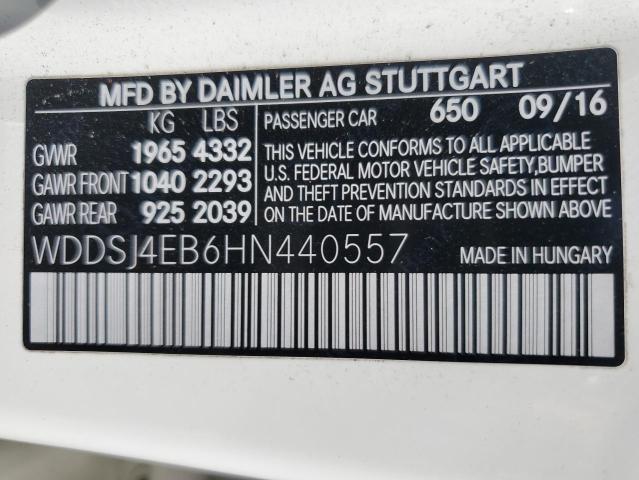 MFD BY DAIMLER AG STUTTGART
KG LBS
GVWR 1965 4332
GAWR FRONT 1040 2293
GAWR REAR 925 2039
PASSENGER CAR 650 09/16
THIS VEHICLE CONFORMS TO ALL APPLICABLE
U.S. FEDERAL MOTOR VEHICLE SAFETY,BUMPER
AND THEFT PREVENTION STANDARDS IN EFFECT
ON THE DATE OF MANUFACTURE SHOWN ABOVE.
WDDSJ4EB6HN440557 MADE IN HUNGARY